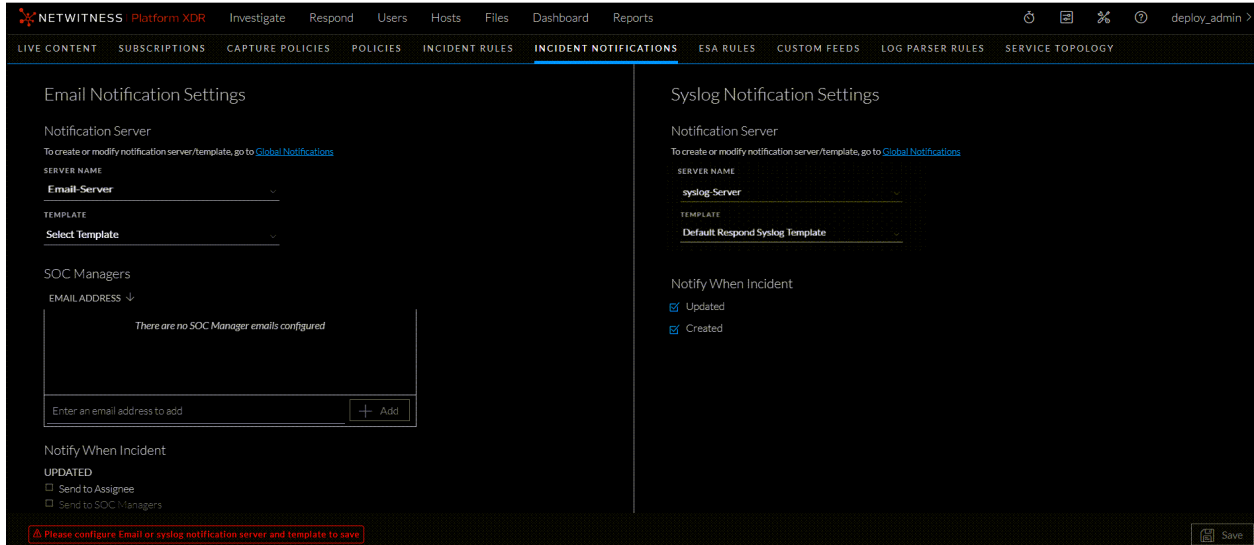 NETWITNESS Platform XDR Investigate Respond Users Hosts Files Dashboard Reports deploy_admin >
LIVE CONTENT SUBSCRIPTIONS CAPTURE POLICIES POLICIES INCIDENT RULES INCIDENT NOTIFICATIONS ESA RULES CUSTOM FEEDS LOG PARSER RULES SERVICE TOPOLOGY
Email Notification Settings
Notification Server
To create or modify notification server/template, go to Global Notifications
SERVER NAME
Email-Server
TEMPLATE
Select Template
SOC Managers
EMAIL ADDRESS ↓
There are no SOC Manager emails configured
Enter an email address to add
+ Add
Notify When Incident
UPDATED
Send to Assignee
Send to SOC Managers
Syslog Notification Settings
Notification Server
To create or modify notification server/template, go to Global Notifications
SERVER NAME
syslog-Server
TEMPLATE
Default Respond Syslog Template
Notify When Incident
Updated
Created
Please configure Email or syslog notification server and template to save
Save